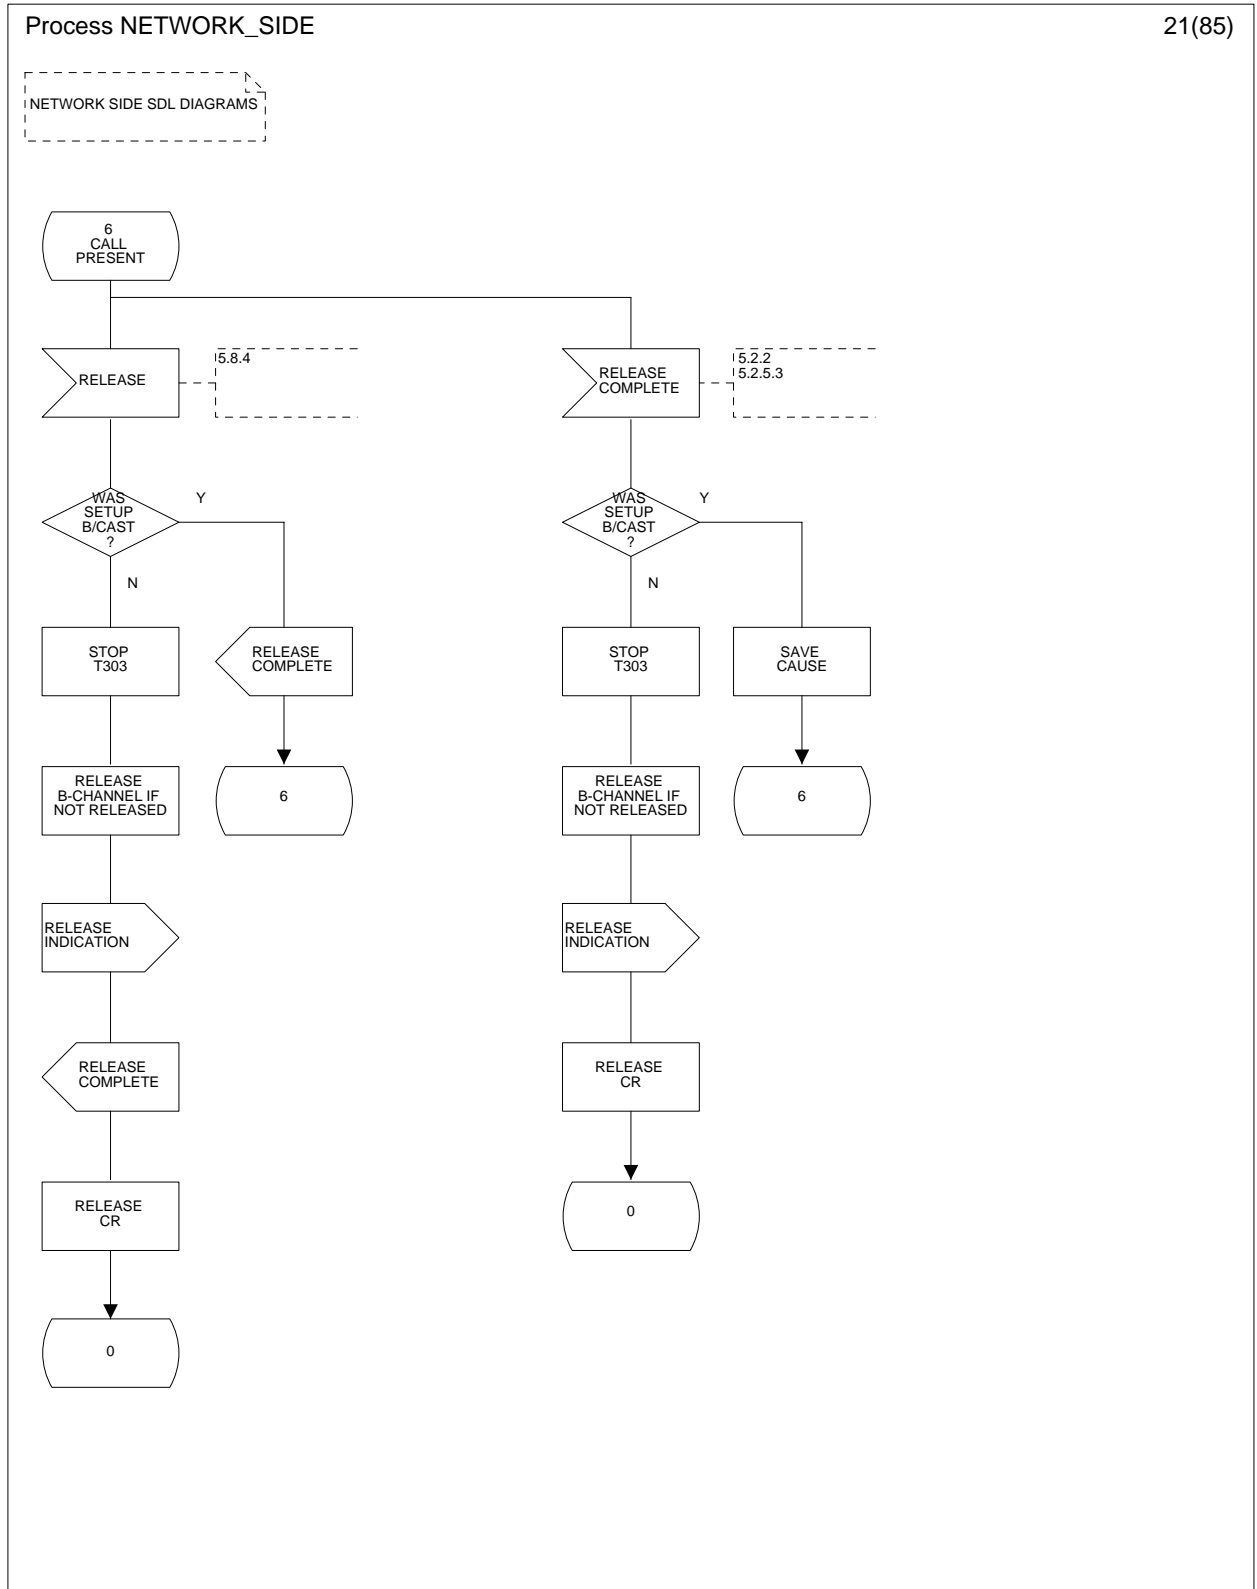 Process NETWORK_SIDE
21(85)
NETWORK SIDE SDL DIAGRAMS
6
CALL
PRESENT
RELEASE
5.8.4
RELEASE
COMPLETE
5.2.2
5.2.5.3
WAS
SETUP
B/CAST
?
Y
N
WAS
SETUP
B/CAST
?
Y
N
STOP
T303
RELEASE
COMPLETE
STOP
T303
SAVE
CAUSE
RELEASE
B-CHANNEL IF
NOT RELEASED
6
RELEASE
B-CHANNEL IF
NOT RELEASED
6
RELEASE
INDICATION
RELEASE
INDICATION
RELEASE
COMPLETE
RELEASE
CR
RELEASE
CR
0
0